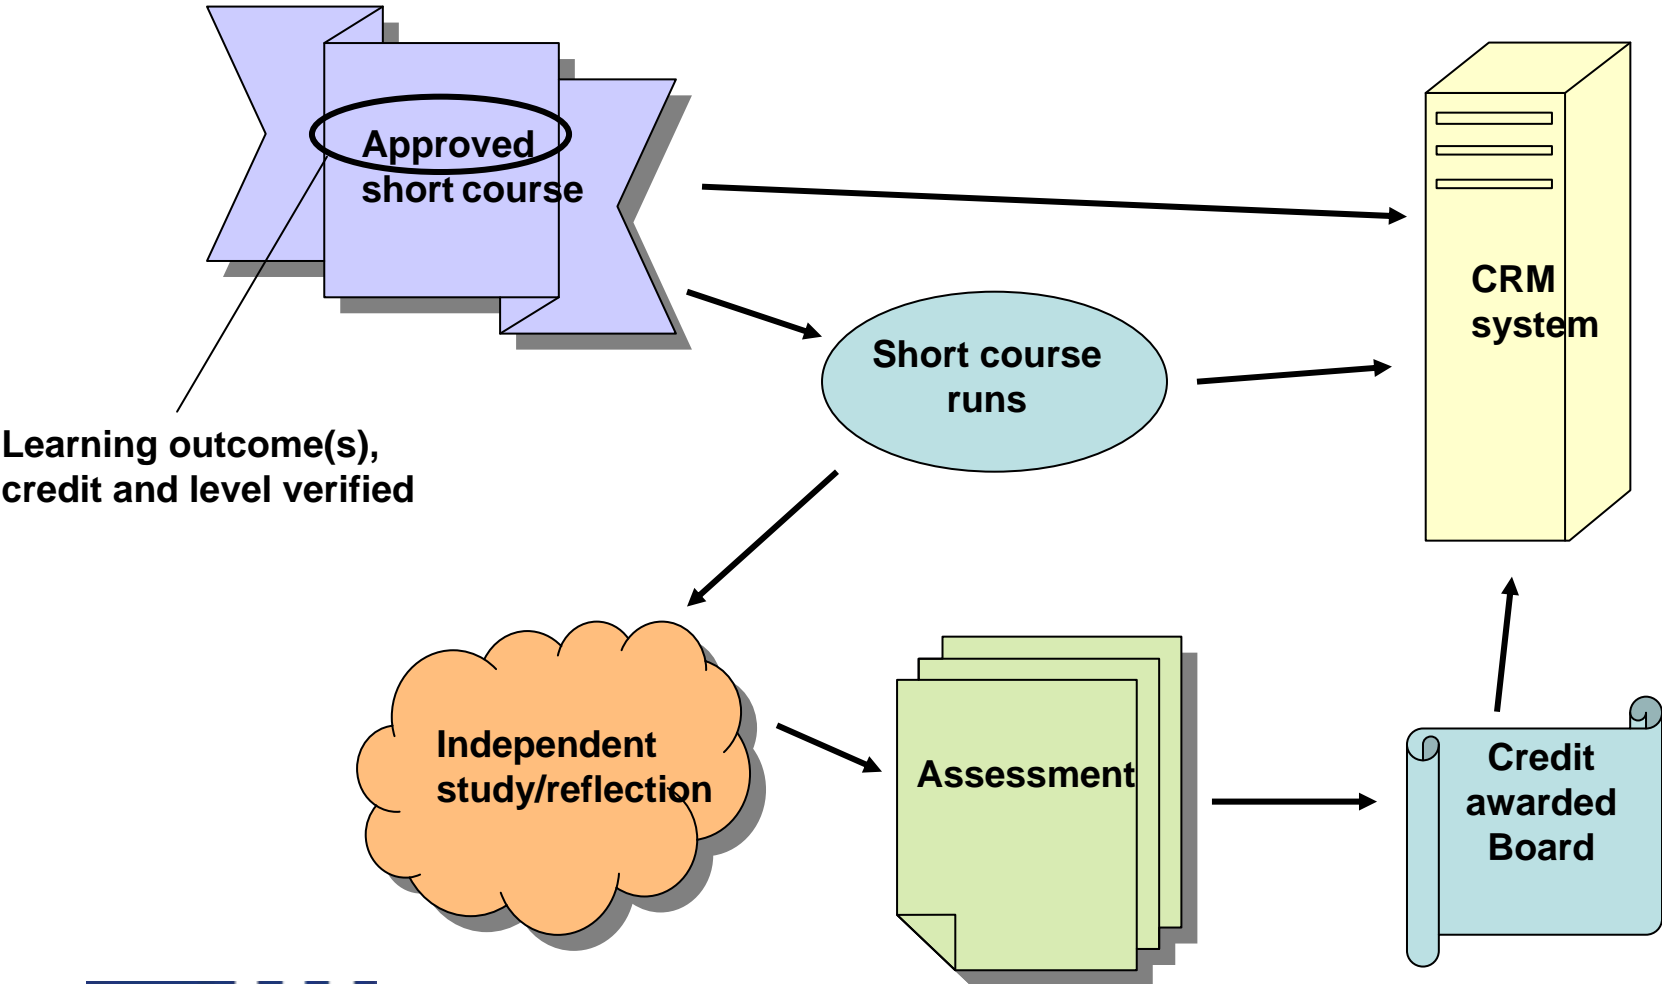 Approved
short course
CRM
system
Short course
runs
Learning outcome(s),
credit and level verified
Independent
study/reflection
Assessment
Credit
awarded
Board